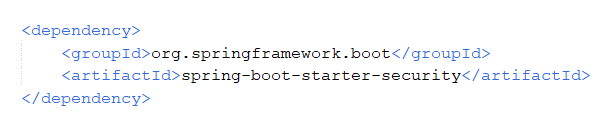 <dependency>
    <groupId>org.springframework.boot</groupId>
    <artifactId>spring-boot-starter-security</artifactId>
</dependency>